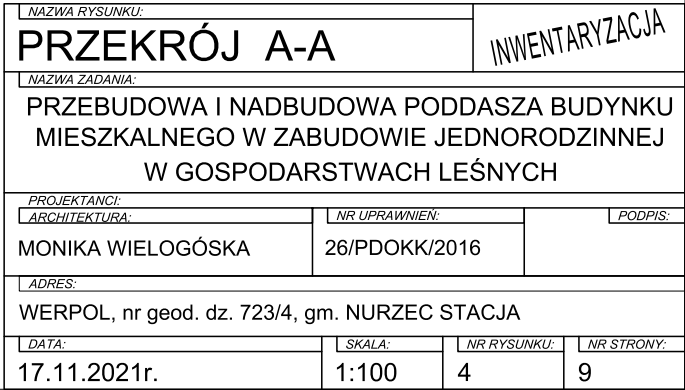 NAZWA RYSUNKU:
PRZEKRÓJ A-A
INWENTARYZACJA
NAZWA ZADANIA:
PRZEBUDOWA I NADBUDOWA PODDASZA BUDYNKU
MIESZKALNEGO W ZABUDOWIE JEDNORODZINNEJ
W GOSPODARSTWACH LEŚNYCH
PROJEKTANCI:
ARCHITEKTURA:
NR UPRAWNIEŃ:
PODPIS:
MONIKA WIELOGÓSKA
26/PDOKK/2016
ADRES:
WERPOL, nr geod. dz. 723/4, gm. NURZEC STACJA
DATA:
SKALA:
NR RYSUNKU:
NR STRONY:
17.11.2021r.
1:100
4
9